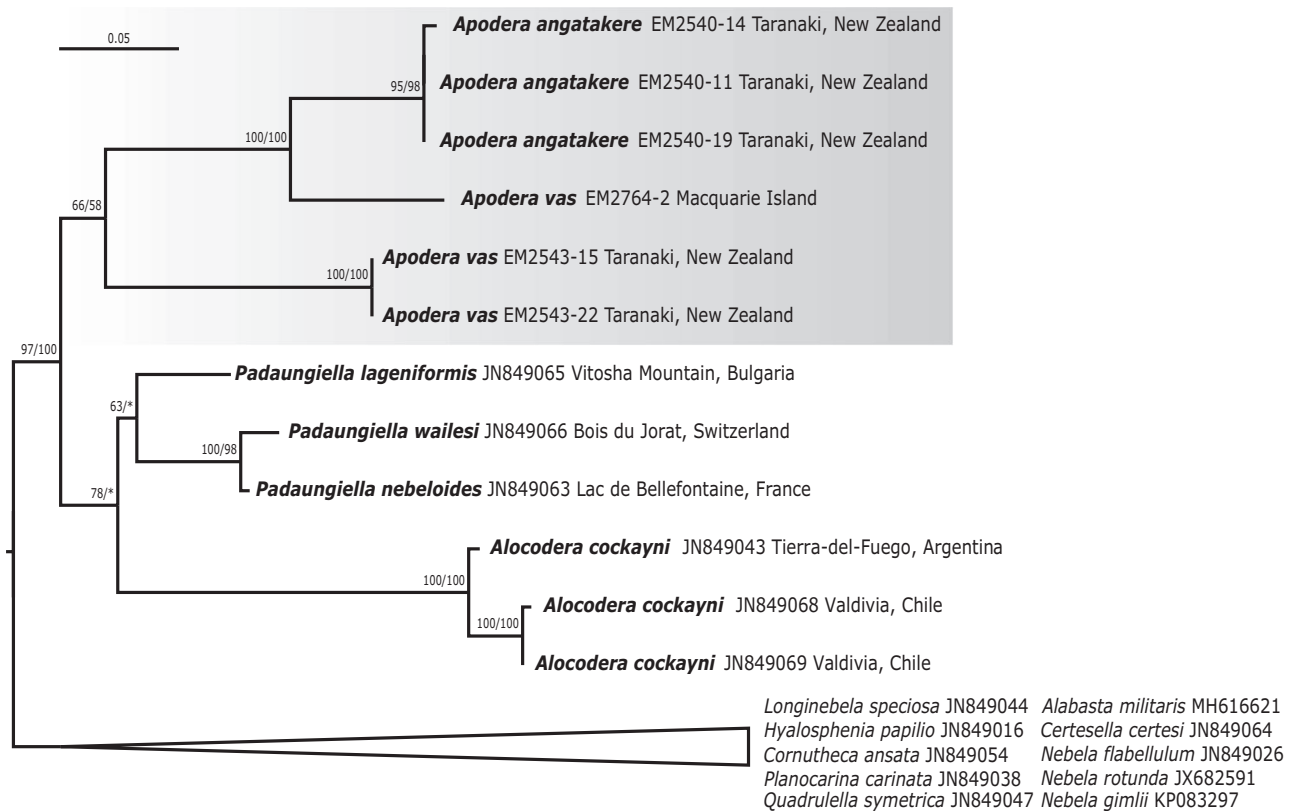 0.05
Apodera angatakere EM2540-14 Taranaki, New Zealand
95/98
Apodera angatakere EM2540-11 Taranaki, New Zealand
100/100
Apodera angatakere EM2540-19 Taranaki, New Zealand
Apodera vas EM2764-2 Macquarie Island
66/58
Apodera vas EM2543-15 Taranaki, New Zealand
100/100
Apodera vas EM2543-22 Taranaki, New Zealand
97/100
Padaungiella lageniformis JN849065 Vitosha Mountain, Bulgaria
63/*
Padaungiella wailesi JN849066 Bois du Jorat, Switzerland
100/98
Padaungiella nebeloides JN849063 Lac de Bellefontaine, France
78/*
Alocodera cockayni JN849043 Tierra-del-Fuego, Argentina
100/100
Alocodera cockayni JN849068 Valdivia, Chile
100/100
Alocodera cockayni JN849069 Valdivia, Chile
Longinebela speciosa JN849044 Alabasta militaris MH616621
Hyalosphenia papilio JN849016 Certesella certesi JN849064
Cornutheca ansata JN849054 Nebela flabellulum JN849026
Planocarina carinata JN849038 Nebela rotunda JX682591
Quadrulella symetrica JN849047 Nebela gimlii KP083297